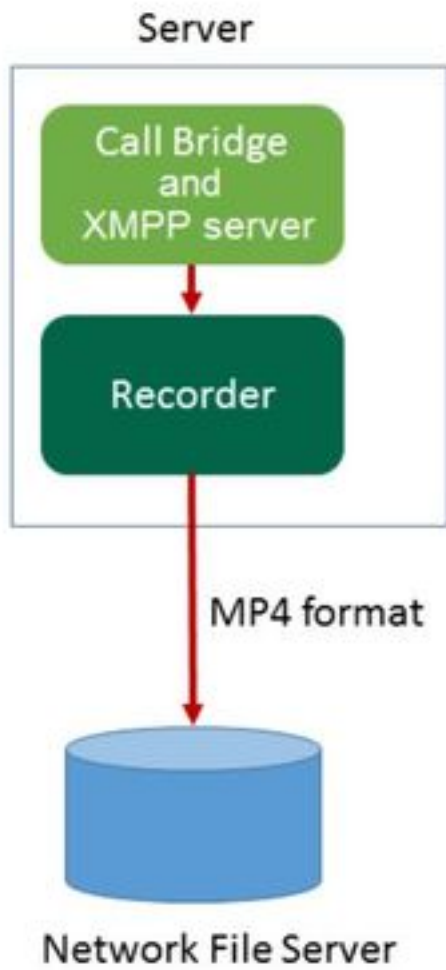 Server
Call Bridge
and
XMPP server
Recorder
MP4 format
Network File Server